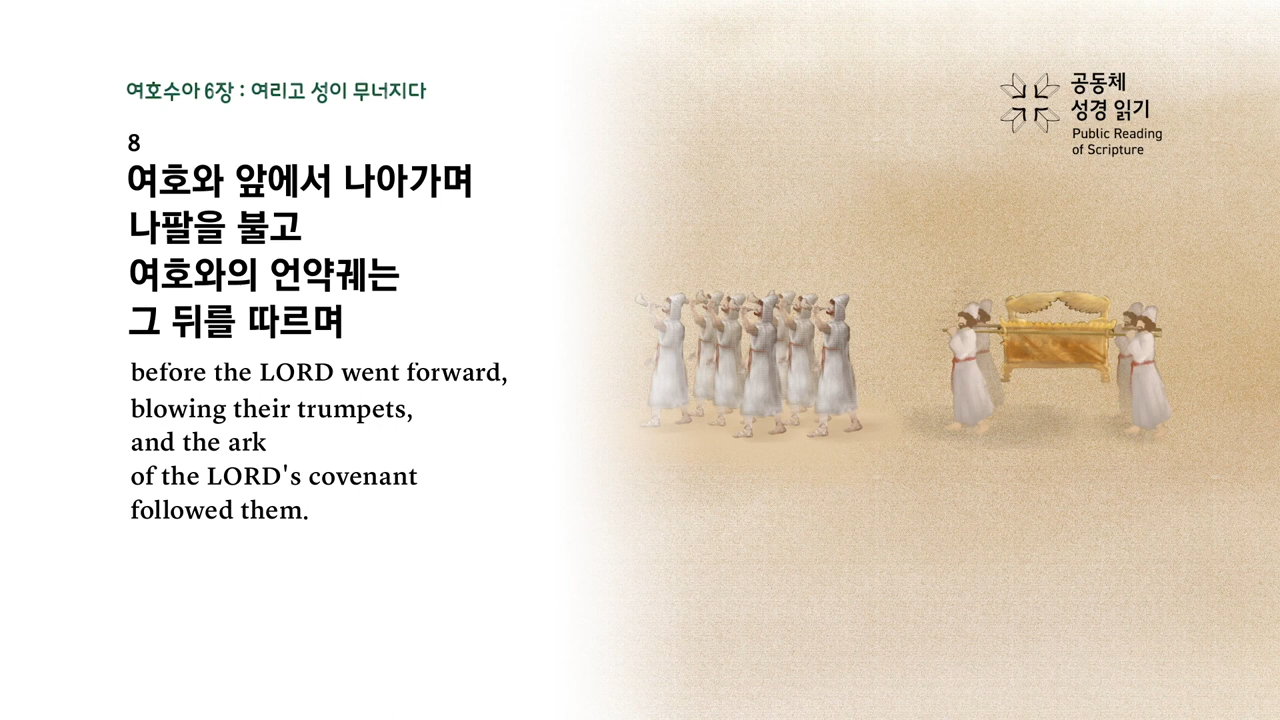 여호수아 6장 : 여리고 성이 무너지다
공동체
성경 읽기
Public Reading
of Scripture
8
여호와 앞에서 나아가며
나팔을 불고
여호와의 언약궤는
그 뒤를 따르며
before the LORD went forward,
blowing their trumpets,
and the ark
of the LORD's covenant
followed them.